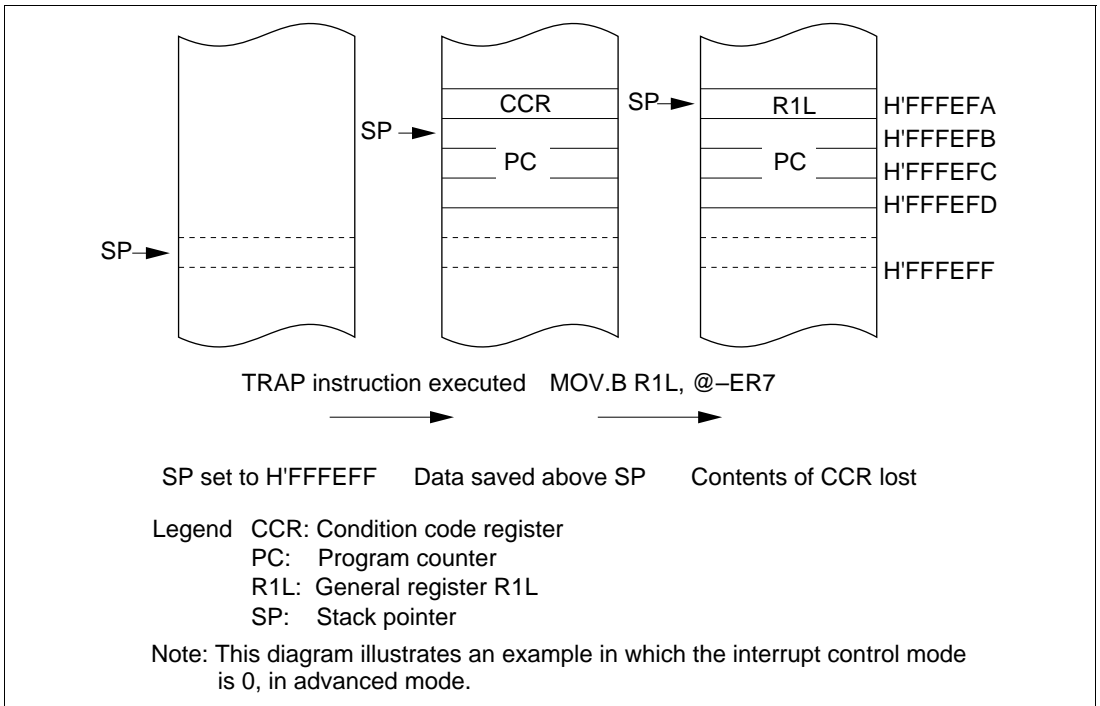 CCR SP R1L H'FFFEFA
SP H'FFFEFB
PC PC H'FFFEFC
H'FFFEFD
SP
H'FFFEFF
TRAP instruction executed MOV.B R1L, @–ER7
SP set to H'FFFEFF Data saved above SP Contents of CCR lost
Legend CCR: Condition code register
PC: Program counter
R1L: General register R1L
SP: Stack pointer
Note: This diagram illustrates an example in which the interrupt control mode
is 0, in advanced mode.